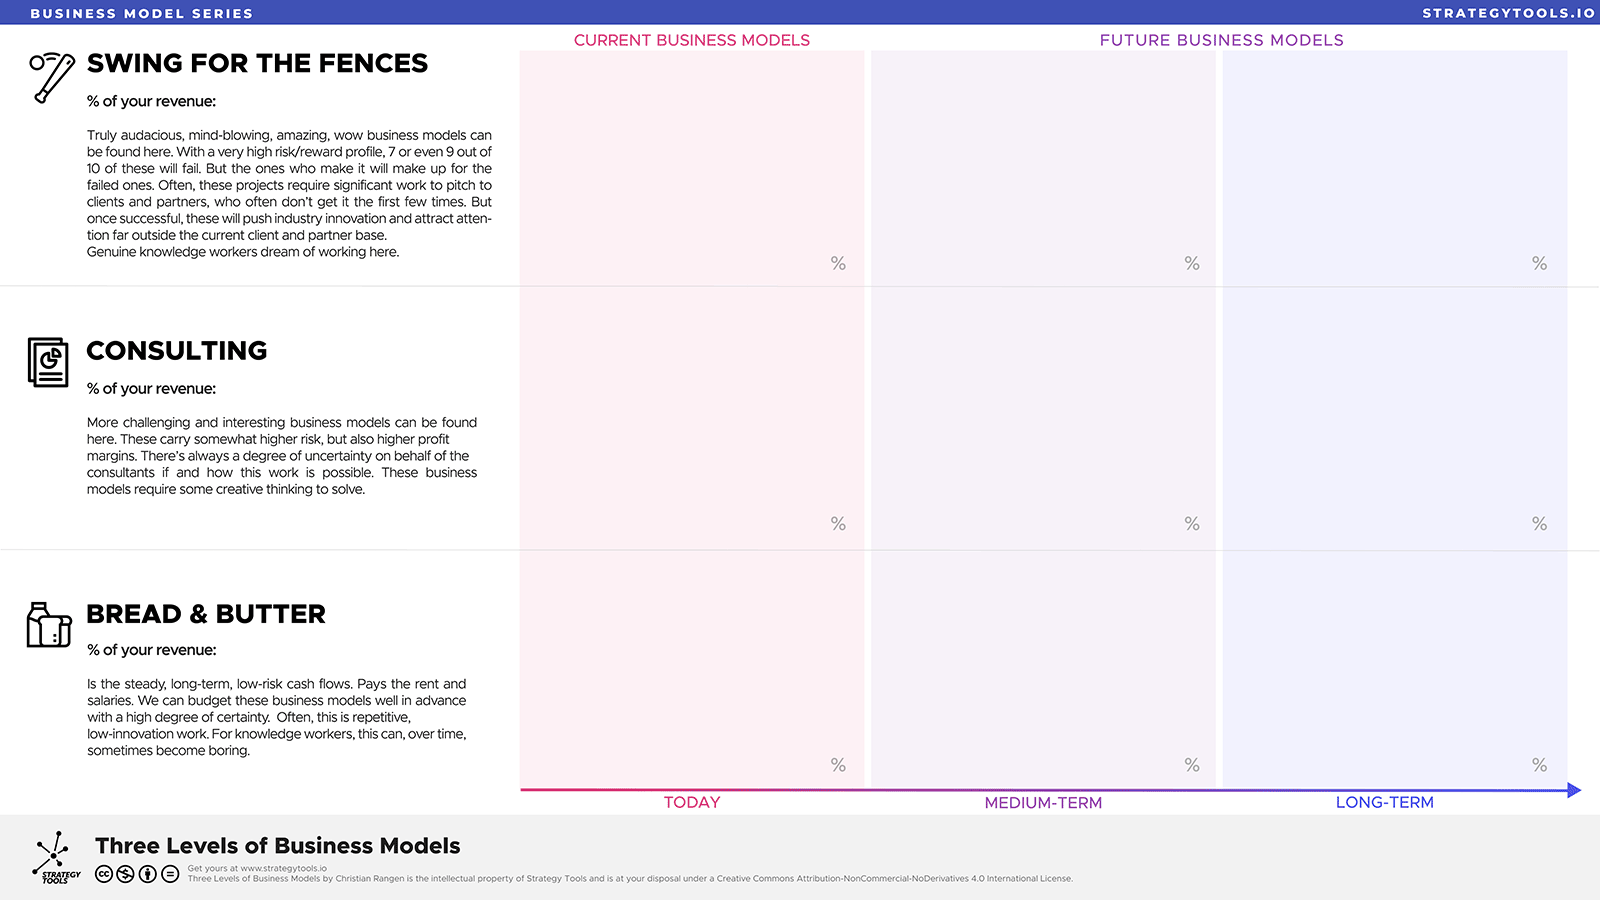 BUSINESS MODEL SERIES
STRATEGYTOOLS.IO
CURRENT BUSINESS MODELS
FUTURE BUSINESS MODELS
SWING FOR THE FENCES
% of your revenue:
Truly audacious, mind-blowing, amazing, wow business models can
be found here. With a very high risk/reward profile, 7 or even 9 out of
10 of these will fail. But the ones who make it will make up for the
failed ones. Often, these projects require significant work to pitch to
clients and partners, who often don't get it the first few times. But
once successful, these will push industry innovation and attract atten-
tion far outside the current client and partner base.
Genuine knowledge workers dream of working here.
%
%
%
CONSULTING
% of your revenue:
More challenging and interesting business models can be found
here. These carry somewhat higher risk, but also higher profit
margins. There's always a degree of uncertainty on behalf of the
consultants if and how this work is possible. These business
models require some creative thinking to solve.
%
%
%
BREAD & BUTTER
% of your revenue:
Is the steady, long-term, low-risk cash flows. Pays the rent and
salaries. We can budget these business models well in advance
with a high degree of certainty. Often, this is repetitive,
low-innovation work. For knowledge workers, this can, over time,
sometimes become boring.
%
%
%
TODAY
MEDIUM-TERM
LONG-TERM
STRATEGY
TOOLS
Three Levels of Business Models
cc
Get yours at www.strategytools.io
Three Levels of Business Models by Christian Rangen is the intellectual property of Strategy Tools and is at your disposal under a Creative Commons Attribution-NonCommercial-NoDerivatives 4.0 International License.